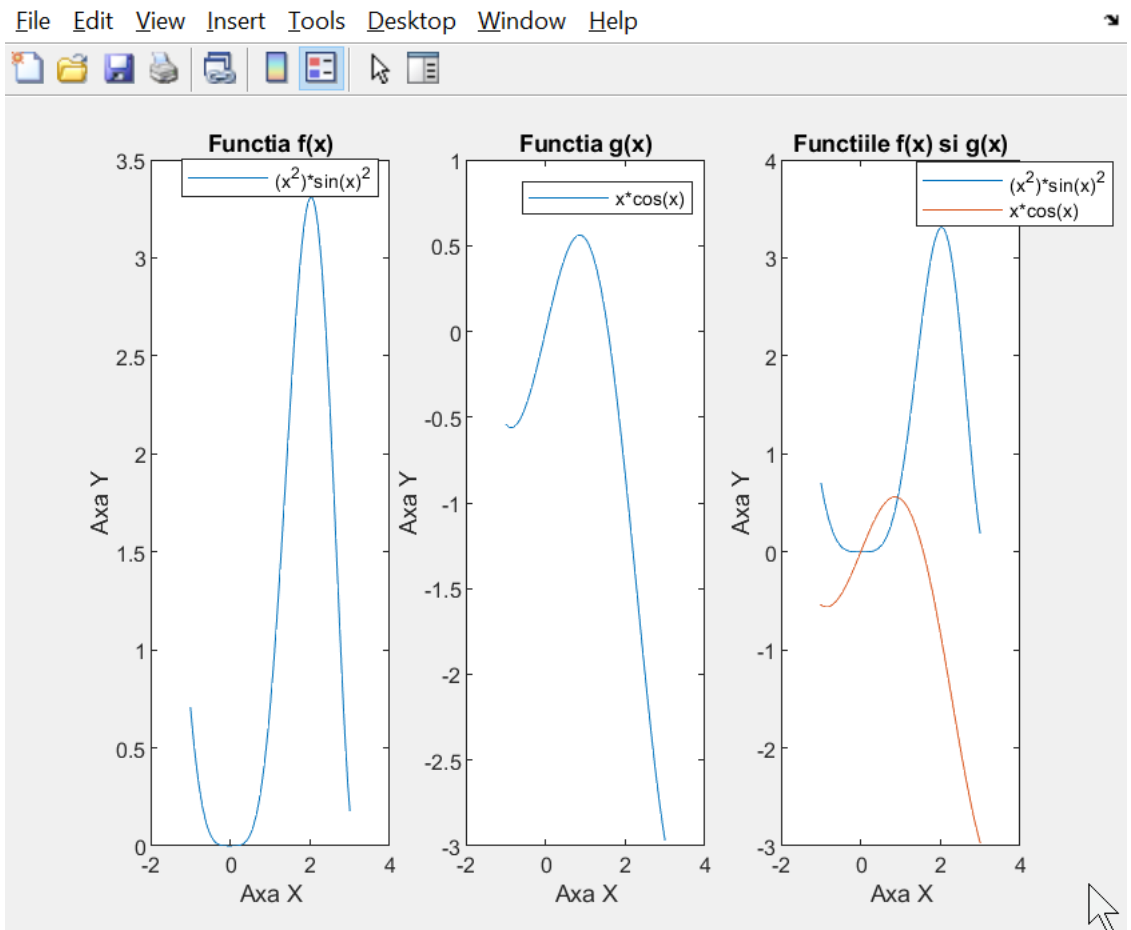 File Edit View Insert Tools Desktop Window Help
Functia f(x)
(x^2)*sin(x)^2
3.5
3
2.5
2
1.5
1
0.5
0
-2
0
2
4
Axa Y
Axa X
Functia g(x)
x*cos(x)
1
0.5
0
-0.5
-1
-1.5
-2
-2.5
-3
-2
0
2
4
Axa Y
Axa X
Functiile f(x) si g(x)
(x^2)*sin(x)^2
x*cos(x)
4
3
2
1
0
-1
-2
-3
-2
0
2
4
Axa Y
Axa X